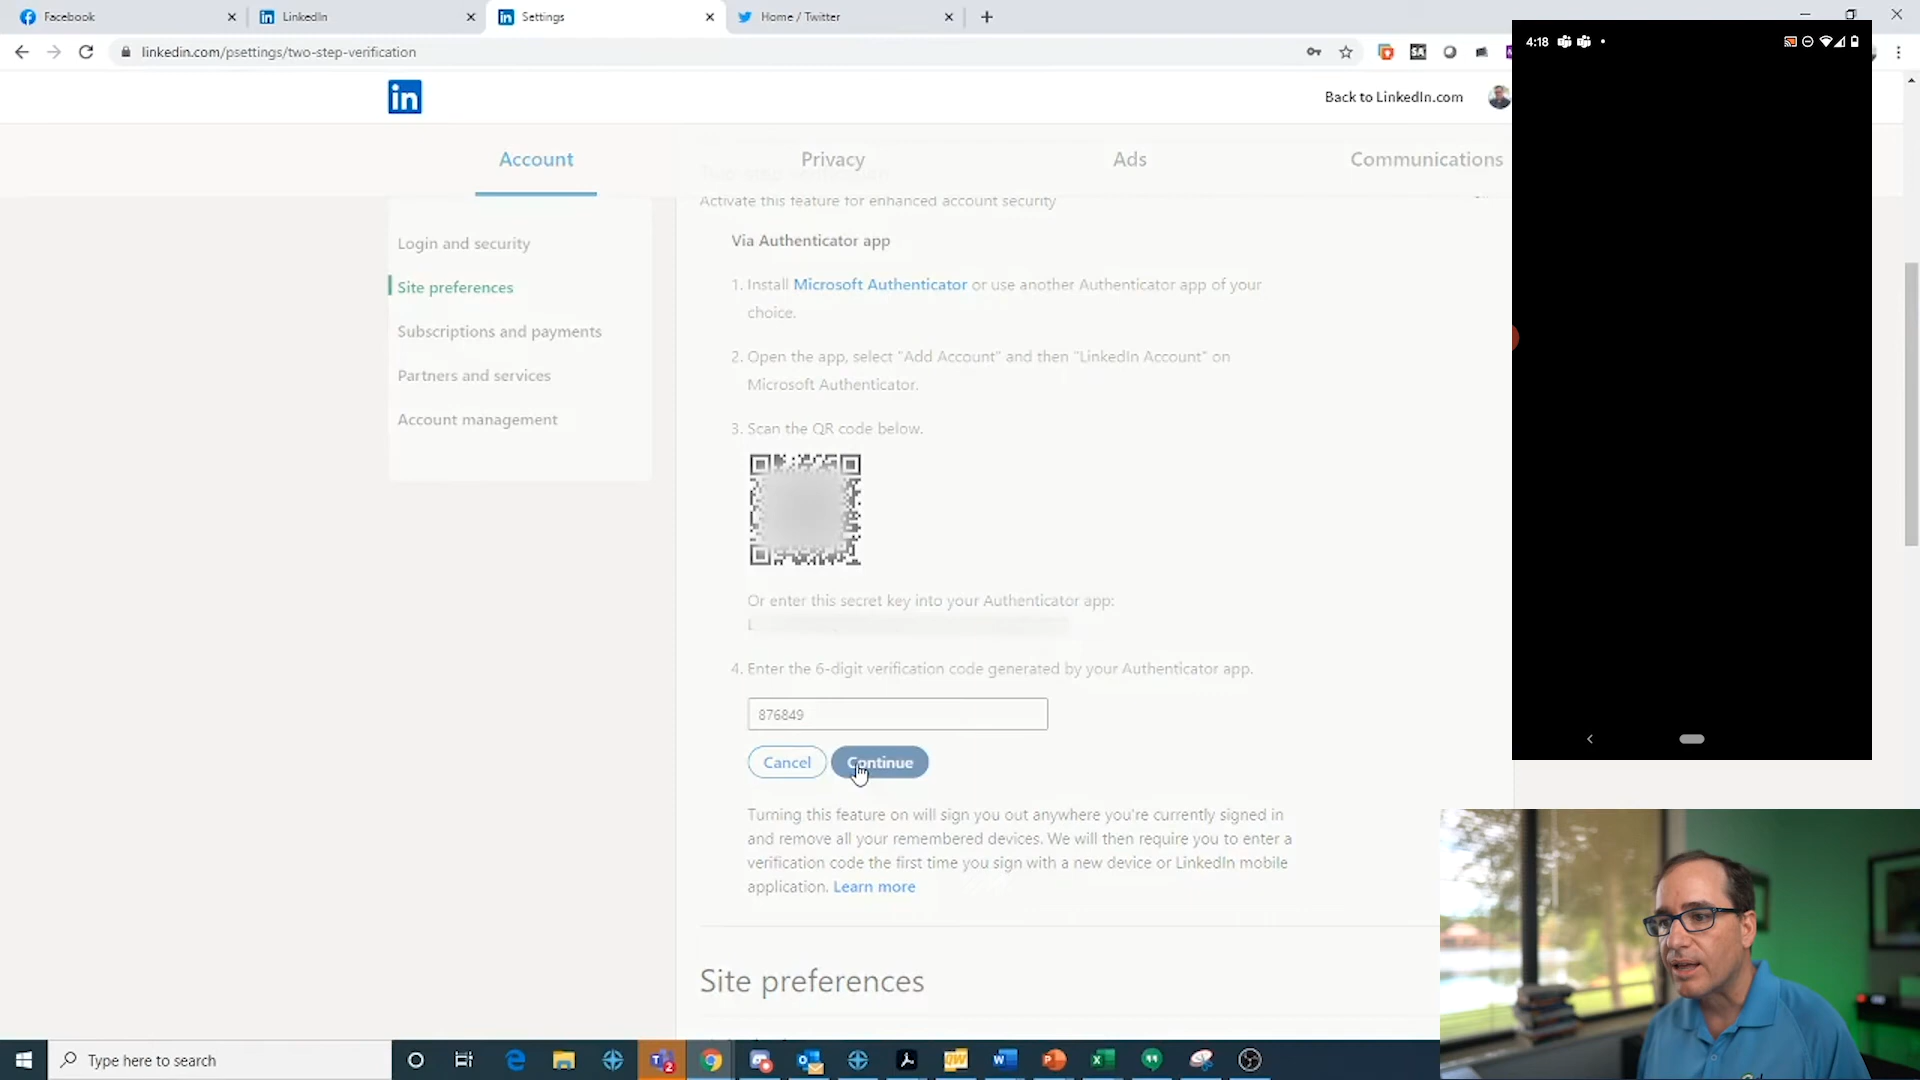 Facebook
LinkedIn
Settings
Home / Twitter
linkedin.com/psettings/two-step-verification
4:18
in
Back to LinkedIn.com
Account
Privacy
Ads
Communications
Two-step verification
Activate this feature for enhanced account security
Login and security
Site preferences
Subscriptions and payments
Partners and services
Account management
Via Authenticator app
1. Install Microsoft Authenticator or use another Authenticator app of your
choice.
2. Open the app, select "Add Account" and then "LinkedIn Account" on
Microsoft Authenticator.
3. Scan the QR code below.
Or enter this secret key into your Authenticator app:
L
4. Enter the 6-digit verification code generated by your Authenticator app.
876849
Cancel
Continue
Turning this feature on will sign you out anywhere you're currently signed in
and remove all your remembered devices. We will then require you to enter a
verification code the first time you sign with a new device or LinkedIn mobile
application. Learn more
Site preferences
Type here to search